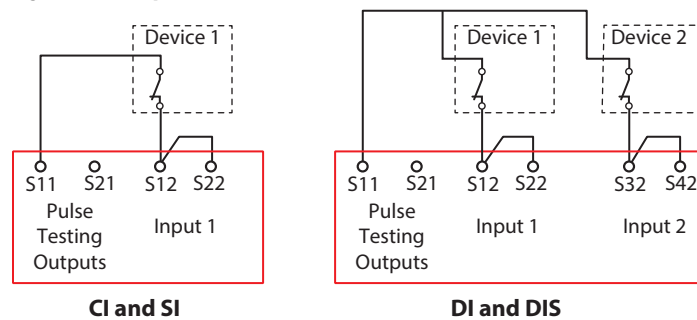 Device 1
S11 S21 S12 S22
Pulse
Testing
Outputs
Input 1
CI and SI
Device 1 Device 2
S11 S21 S12 S22 S32 S42
Pulse
Testing
Outputs
Input 1 Input 2
DI and DIS